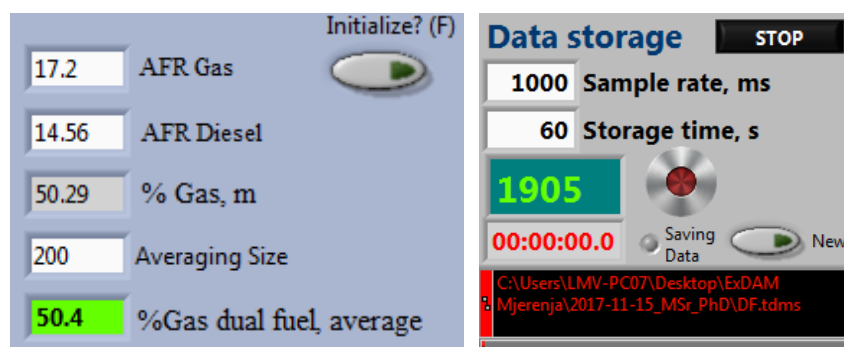 Initialize? (F)
17.2 AFR Gas
14.56 AFR Diesel
50.29 % Gas, m
200 Averaging Size
50.4 %Gas dual fuel, average
Data storage STOP
1000 Sample rate, ms
60 Storage time, s
1905
00:00:00.0 Saving Data New
C:\Users\LMV-PC07\Desktop\ExDAM
Mjerenja\2017-11-15_MSr_PhD\DF.tdms